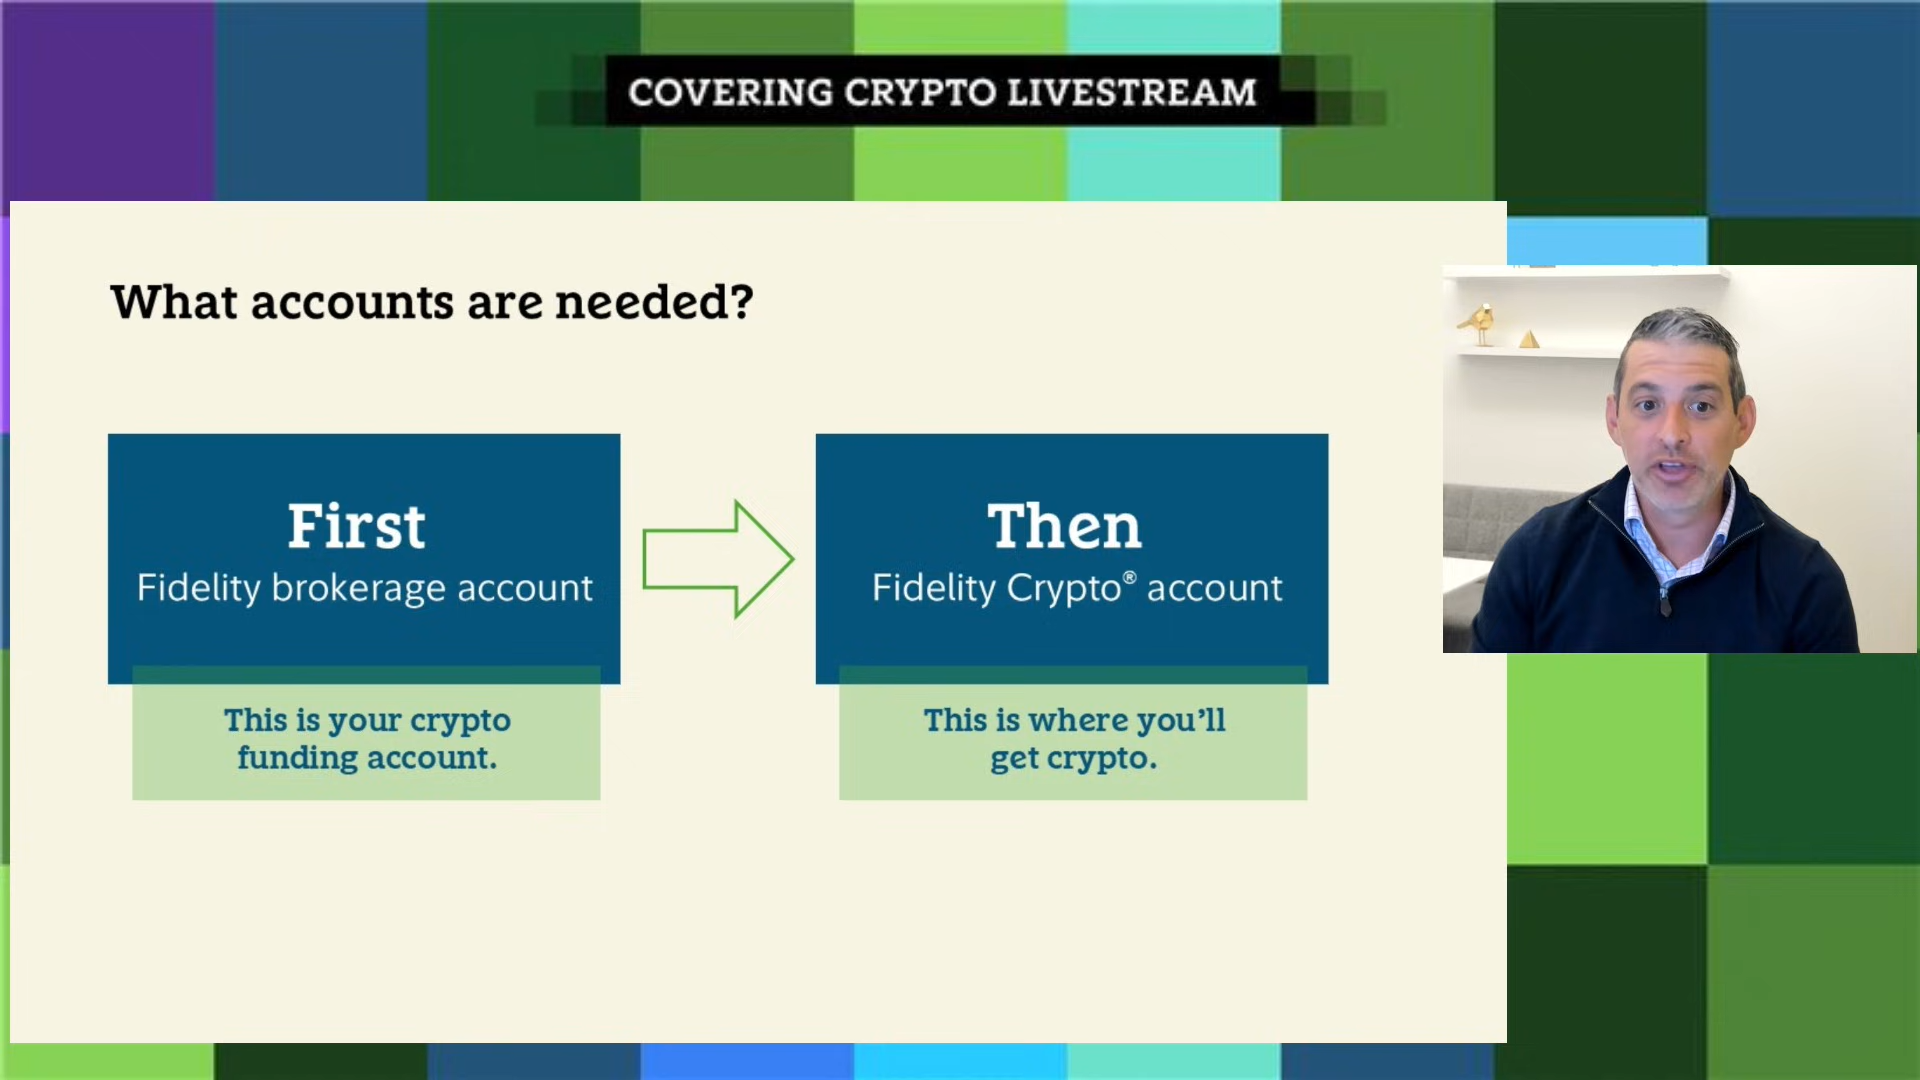 COVERING CRYPTO LIVESTREAM
What accounts are needed?
First
Fidelity brokerage account
This is your crypto
funding account.
Then
Fidelity Crypto® account
This is where you’ll
get crypto.